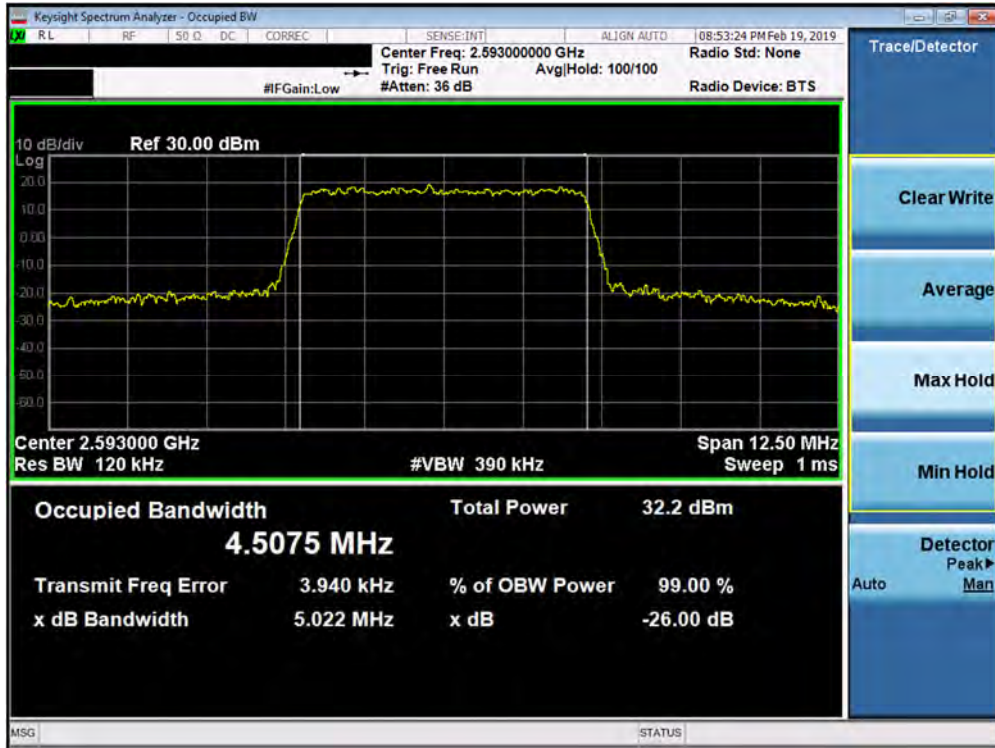 Keysight Spectrum Analyzer - Occupied BW
LXI RL RF 50 Ω DC CORREC SENSE:INT ALIGN AUTO 08:53:24 PM Feb 19, 2019
Center Freq: 2.593000000 GHz Radio Std: None
Trig: Free Run Avg|Hold: 100/100
#IFGain:Low #Atten: 36 dB Radio Device: BTS
Trace/Detector
10 dB/div Ref 30.00 dBm
Log
20.0
10.0
0.00
-10.0
-20.0
-30.0
-40.0
-50.0
-60.0
Center 2.593000 GHz Span 12.50 MHz
Res BW 120 kHz #VBW 390 kHz Sweep 1 ms
Occupied Bandwidth Total Power 32.2 dBm
4.5075 MHz
Transmit Freq Error 3.940 kHz % of OBW Power 99.00 %
x dB Bandwidth 5.022 MHz x dB -26.00 dB
Clear Write
Average
Max Hold
Min Hold
Detector
Peak▶
Auto Man
MSG STATUS